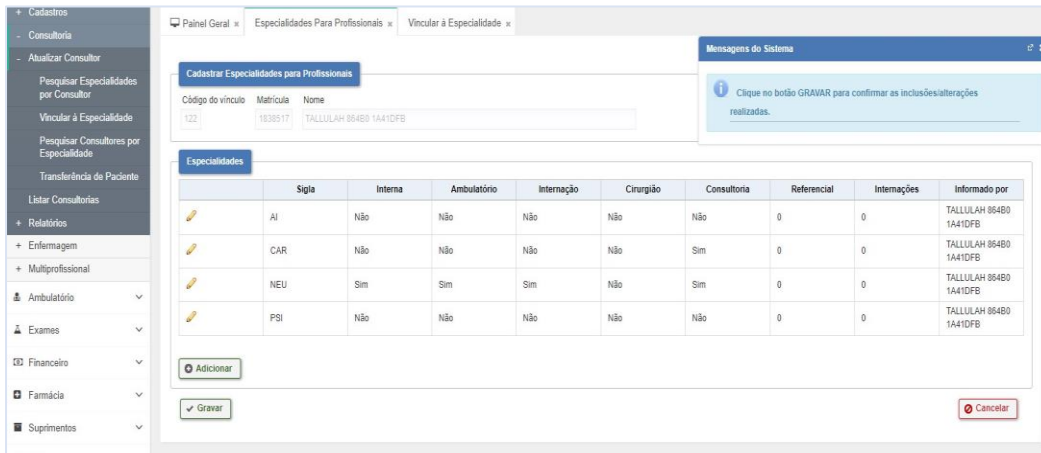 + Cadastros
- Consultoria
- Atualizar Consultor
Pesquisar Especialidades
por Consultor
Vincular à Especialidade
Pesquisar Consultores por
Especialidade
Transferência de Paciente
Listar Consultorias
+ Relatórios
+ Enfermagem
+ Multiprofissional
Ambulatório
Exames
Financeiro
Farmácia
Suprimentos
Painel Geral x Especialidades Para Profissionais x Vincular à Especialidade x
Mensagens do Sistema
Clique no botão GRAVAR para confirmar as inclusões/alterações
realizadas.
Cadastrar Especialidades para Profissionais
Código do vínculo Matrícula Nome
122 1838517 TALLULAH 864B0 1A41DFB
Especialidades
Sigla Interna Ambulatório Internação Cirurgião Consultoria Referencial Internações Informado por
AI Não Não Não Não Não 0 0 TALLULAH 864B0
1A41DFB
CAR Não Não Não Não Sim 0 0 TALLULAH 864B0
1A41DFB
NEU Sim Sim Sim Não Sim 0 0 TALLULAH 864B0
1A41DFB
PSI Não Não Não Não Não 0 0 TALLULAH 864B0
1A41DFB
Adicionar
Gravar Cancelar